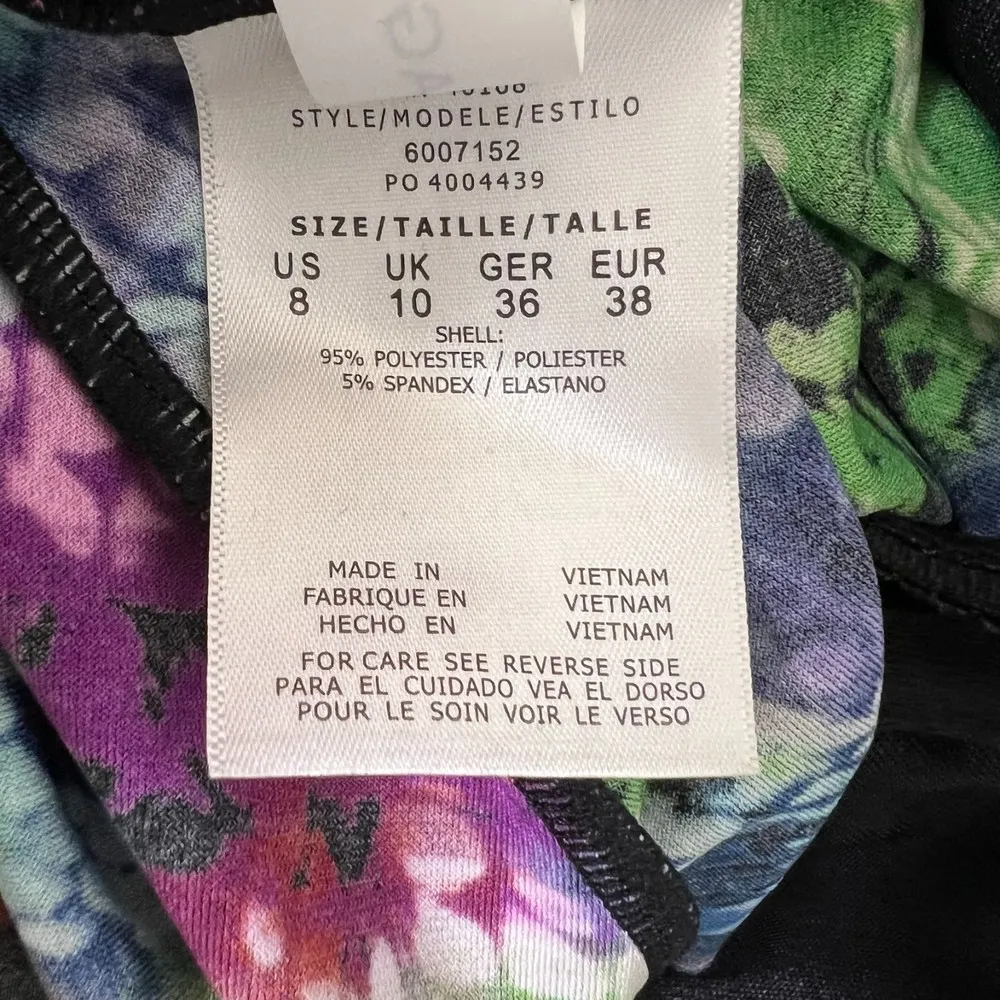 STYLE/MODELE/ESTILO
6007152
PO 4004439
SIZE/TAILLE/TALLE
US UK GER EUR
8 10 36 38
SHELL:
95% POLYESTER / POLIESTER
5% SPANDEX / ELASTANO
MADE IN VIETNAM
FABRIQUE EN VIETNAM
HECHO EN VIETNAM
FOR CARE SEE REVERSE SIDE
PARA EL CUIDADO VEA EL DORSO
POUR LE SOIN VOIR LE VERSO